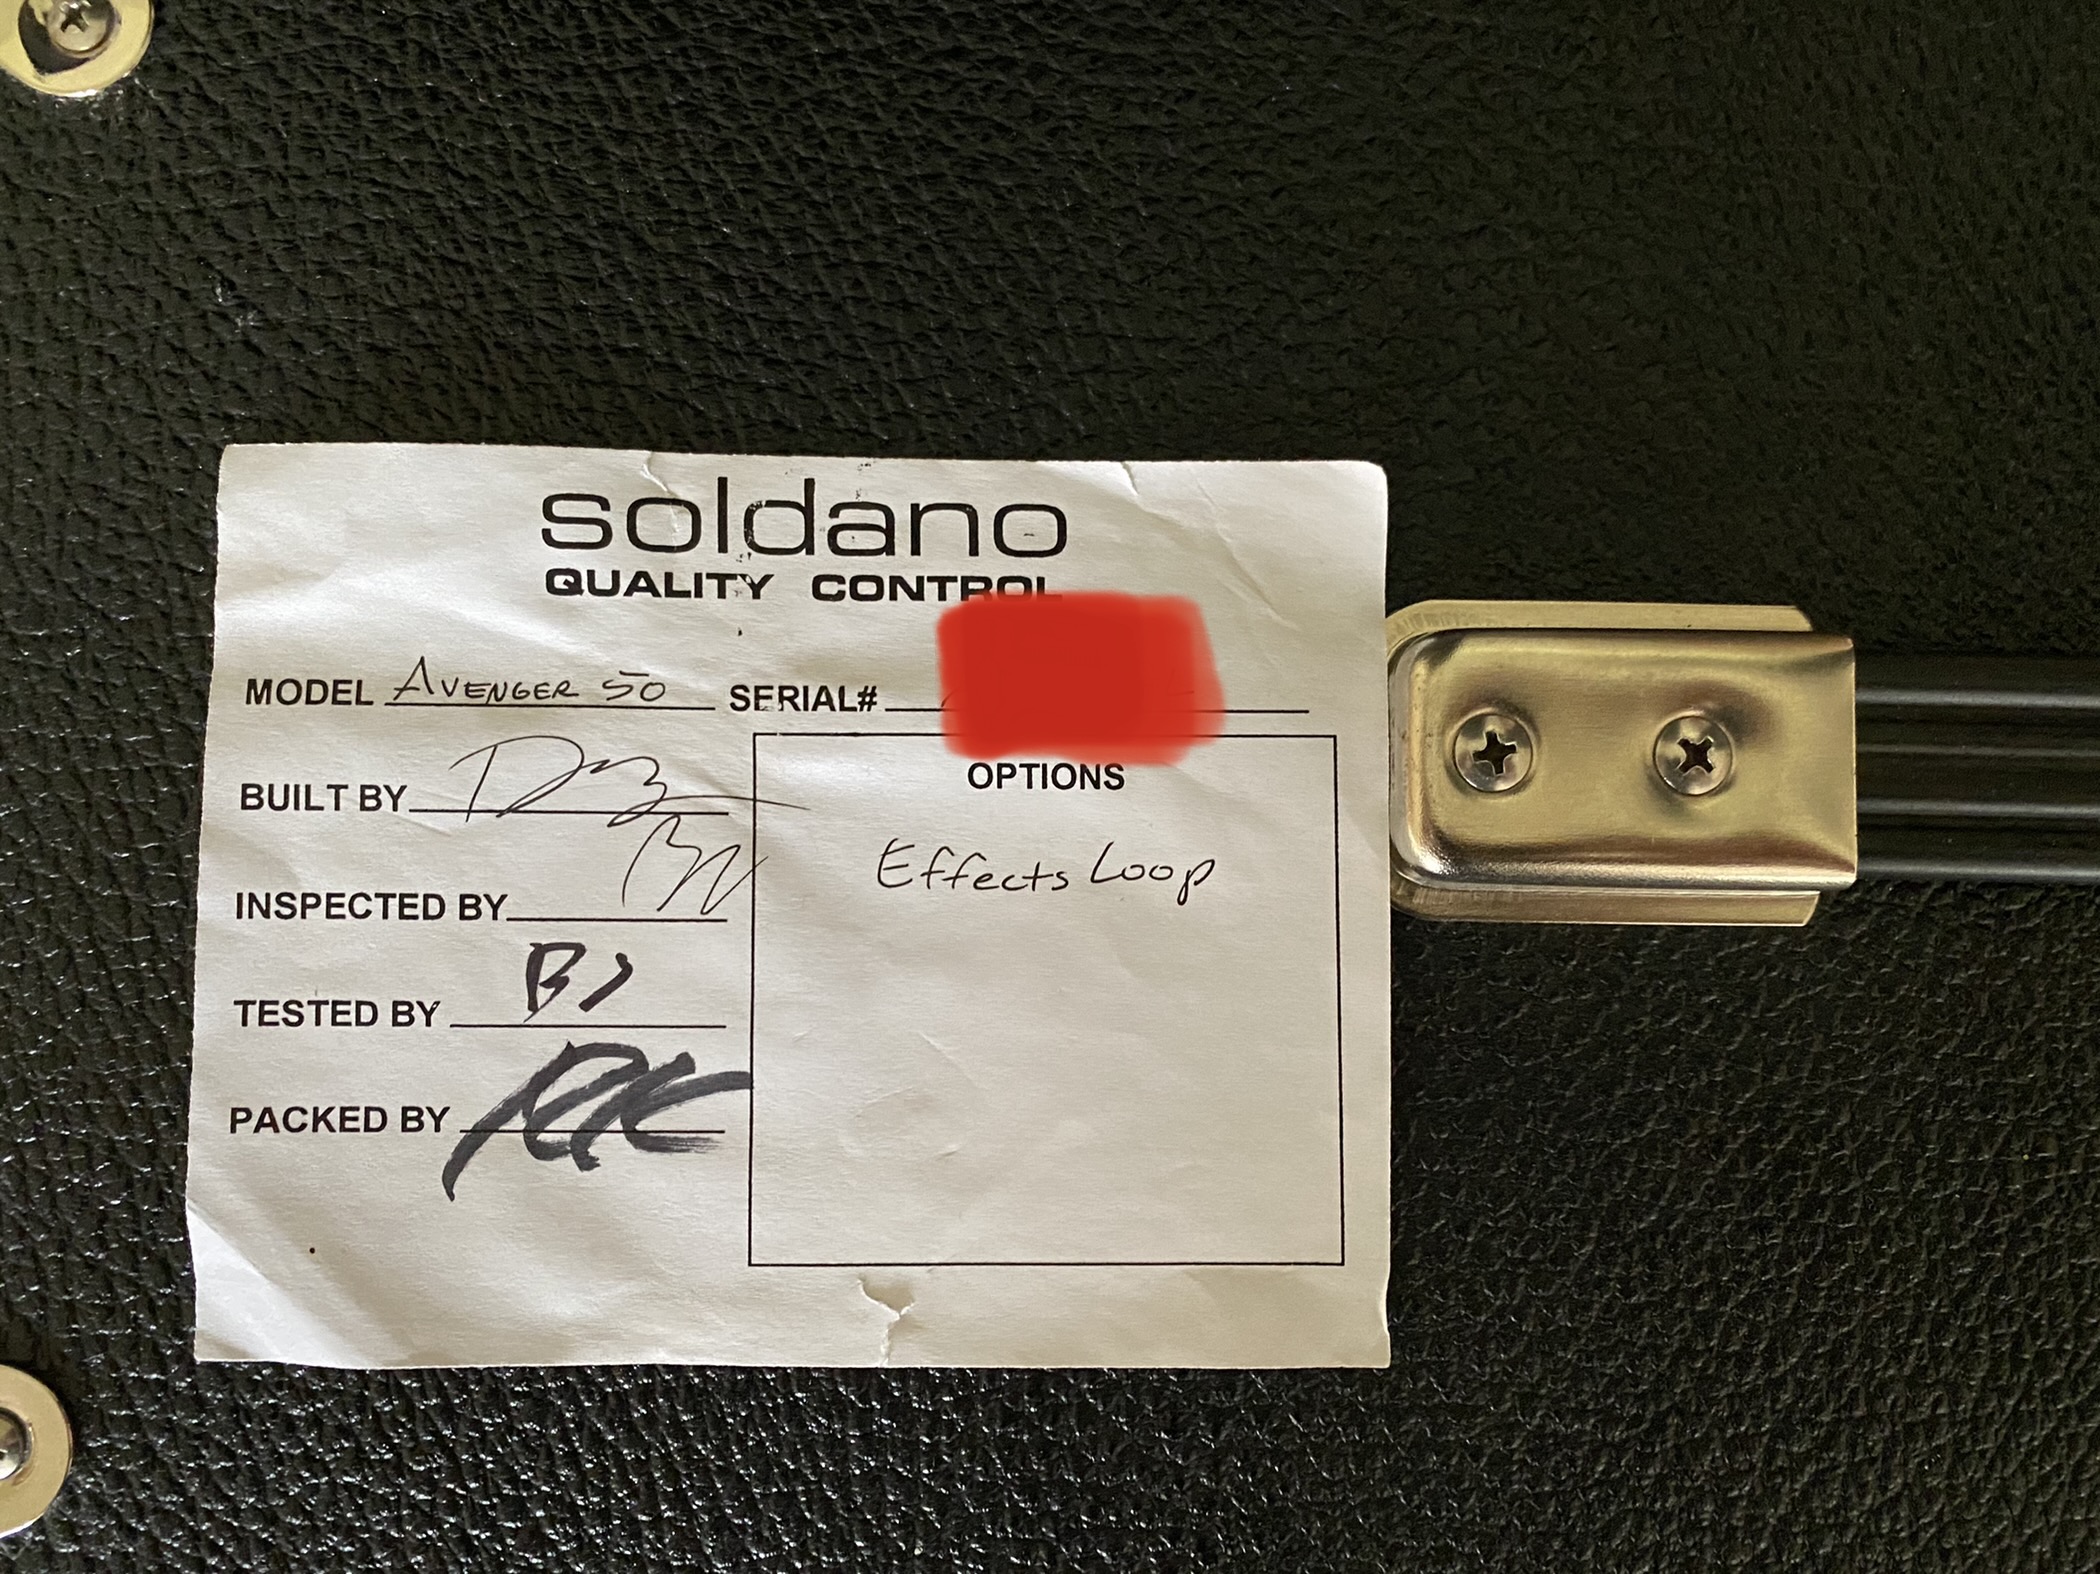 soldano
QUALITY CONTROL
MODEL AVENGER 50 SERIAL#
BUILT BY
INSPECTED BY
TESTED BY
PACKED BY
OPTIONS
Effects Loop